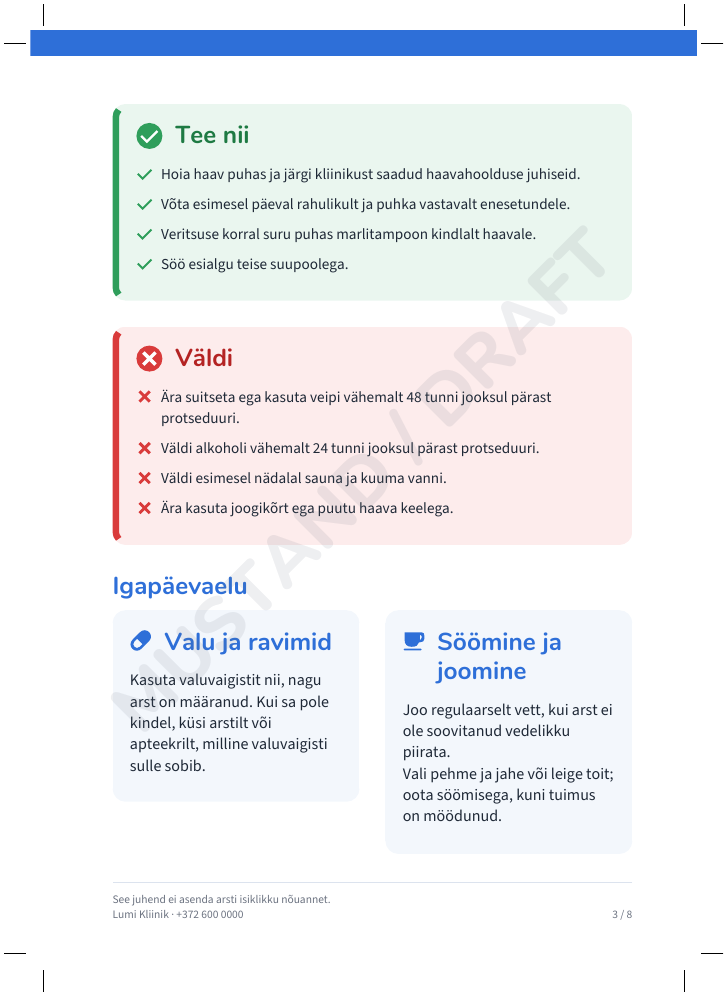 Tee nii
Hoia haav puhas ja järgi kliinikust saadud haavahoolduse juhiseid.
Võta esimesel päeval rahulikult ja puhka vastavalt enesetundele.
Veritsuse korral suru puhas marlitampoon kindlalt haavale.
Söö esialgu teise suupoolega.
Väldi
Ära suitseta ega kasuta veipi vähemalt 48 tunni jooksul pärast
protseduuri.
Väldi alkoholi vähemalt 24 tunni jooksul pärast protseduuri.
Väldi esimesel nädalal sauna ja kuuma vanni.
Ära kasuta joogikõrt ega puutu haava keelega.
MUSTAND / DRAFT
Igapäevaelu
Valu ja ravimid
Kasuta valuvaigistit nii, nagu
arst on määranud. Kui sa pole
kindel, küsi arstilt või
apteekrilt, milline valuvaigisti
sulle sobib.
Söömine ja
joomine
Joo regulaarselt vett, kui arst ei
ole soovitanud vedelikku
piirata.
Vali pehme ja jahe või leige toit;
oota söömisega, kuni tuimus
on möödunud.
See juhend ei asenda arsti isiklikku nõuannet.
Lumi Kliinik · +372 600 0000
3 / 8